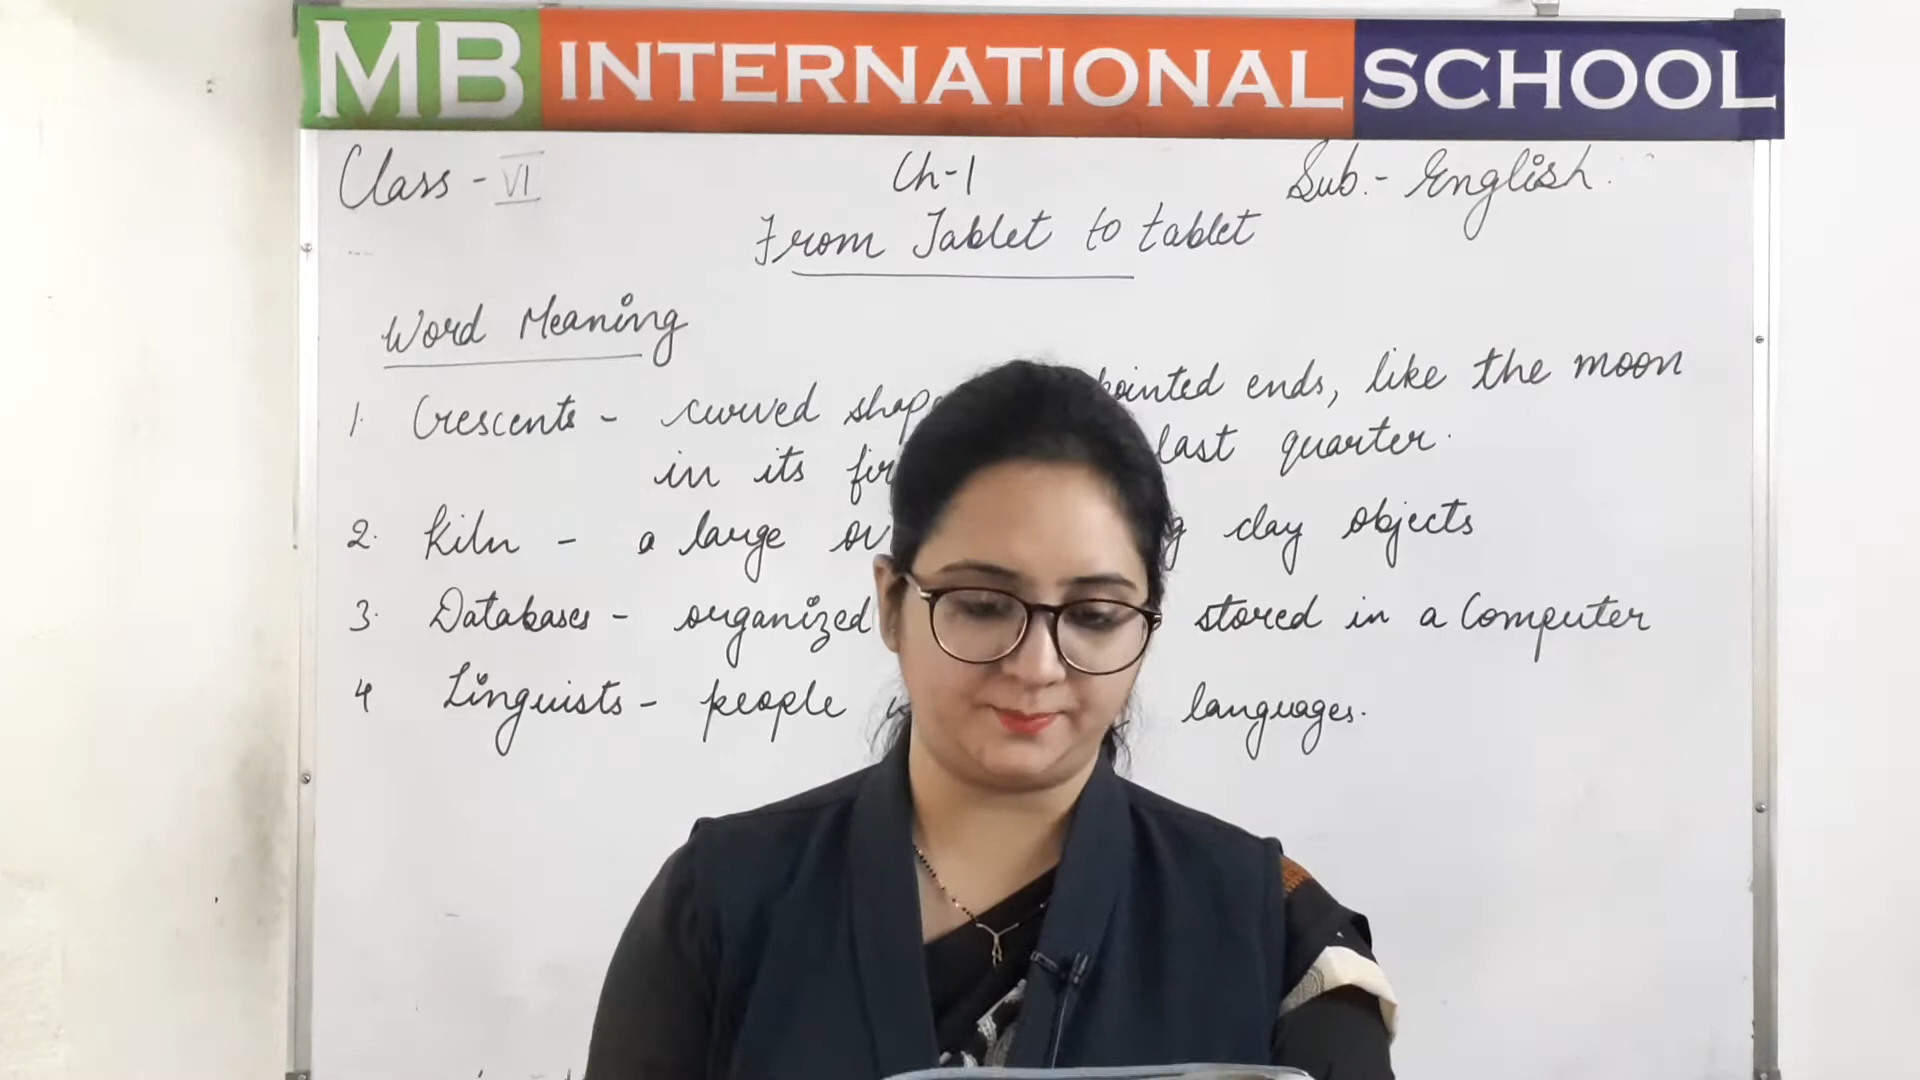 MB INTERNATIONAL SCHOOL
Class - VI Ch-1 Sub.- English.
From Tablet to tablet
Word Meaning
1. Crescents - curved pointed ends, like the moon
in its last quarter.
2. Kiln - a large clay objects
3. Databases - organized stored in a Computer
4 Linguists - people languages.